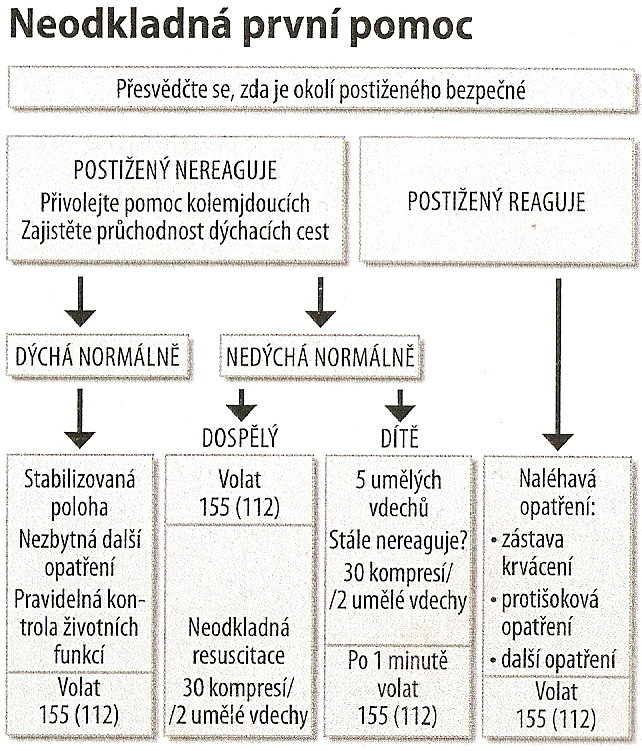 Neodkladná první pomoc
Přesvědčte se, zda je okolí postiženého bezpečné
POSTIŽENÝ NEREAGUJE
Přivolejte pomoc kolemjdoucích
Zajistěte průchodnost dýchacích cest
POSTIŽENÝ REAGUJE
DÝCHÁ NORMÁLNĚ
NEDÝCHÁ NORMÁLNĚ
DOSPĚLÝ
DÍTĚ
Stabilizovaná
poloha
Nezbytná další
opatření
Pravidelná kon-
trola životních
funkcí
Volat
155 (112)
Volat
155 (112)
Neodkladná
resuscitace
30 kompresí/
/2 umělé vdechy
5 umělých
vdechů
Stále nereaguje?
30 kompresí/
/2 umělé vdechy
Po 1 minutě
volat
155 (112)
Naléhavá
opatření:
• zástava
krvácení
• protišoková
opatření
• další opatření
Volat
155 (112)